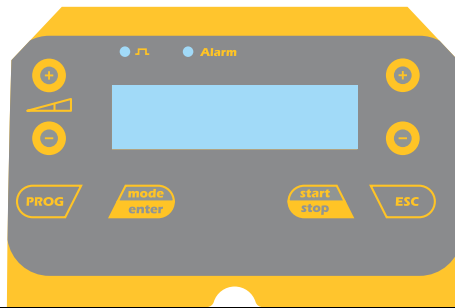 Alarm
+ +
- -
PROG mode ESC
enter
start
stop